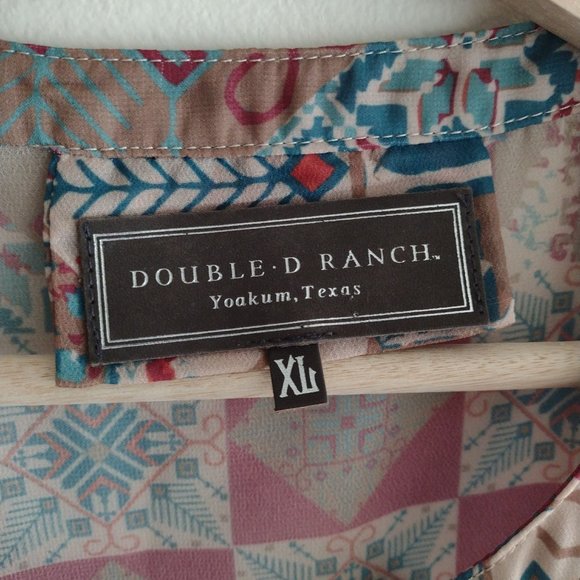 DOUBLE·D RANCH™
Yoakum, Texas
XL